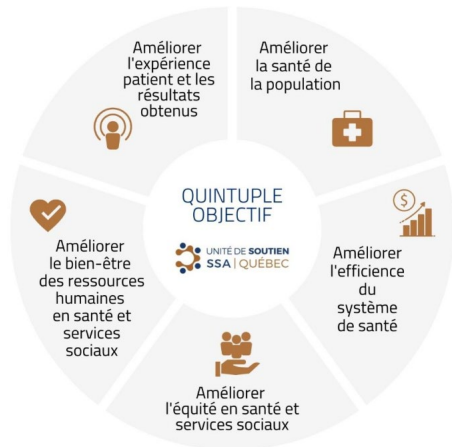 Améliorer
l'expérience
patient et les
résultats
obtenus
Améliorer
la santé de
la population
QUINTUPLE
OBJECTIF
UNITÉ DE SOUTIEN
SSA | QUÉBEC
$
Améliorer
l'efficience
du
système
de santé
Améliorer
le bien-être
des ressources
humaines
en santé et
services
sociaux
Améliorer
l'équité en santé et
services sociaux